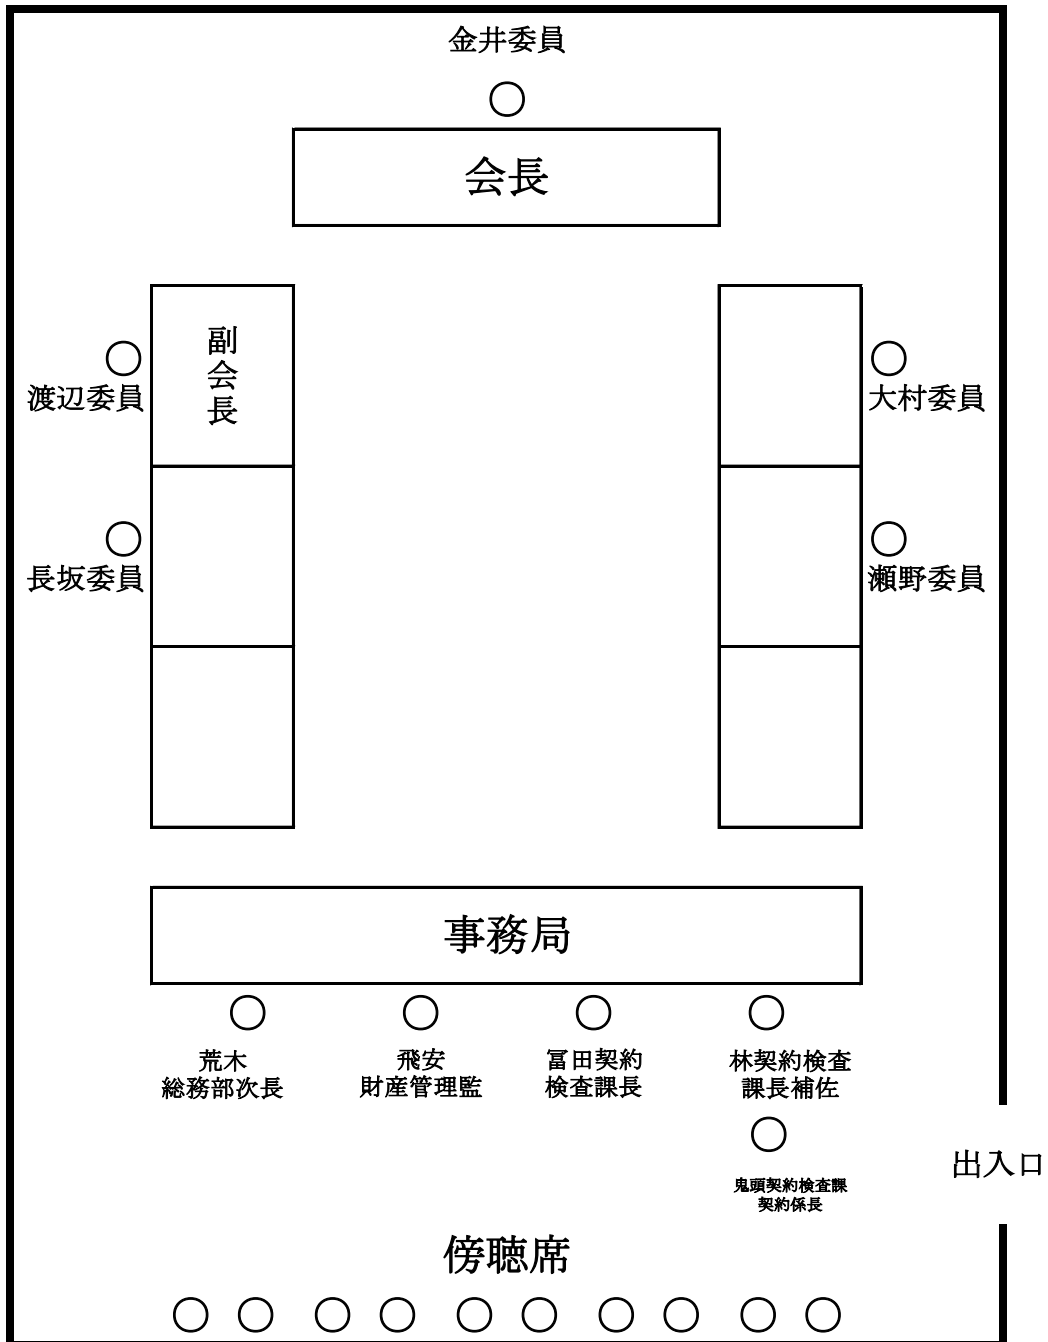 金井委員
会長
副会長
渡辺委員
大村委員
長坂委員
瀬野委員
事務局
荒木
総務部次長
飛安
財産管理監
冨田契約
検査課長
林契約検査
課長補佐
鬼頭契約検査課
契約係長
出入口
傍聴席